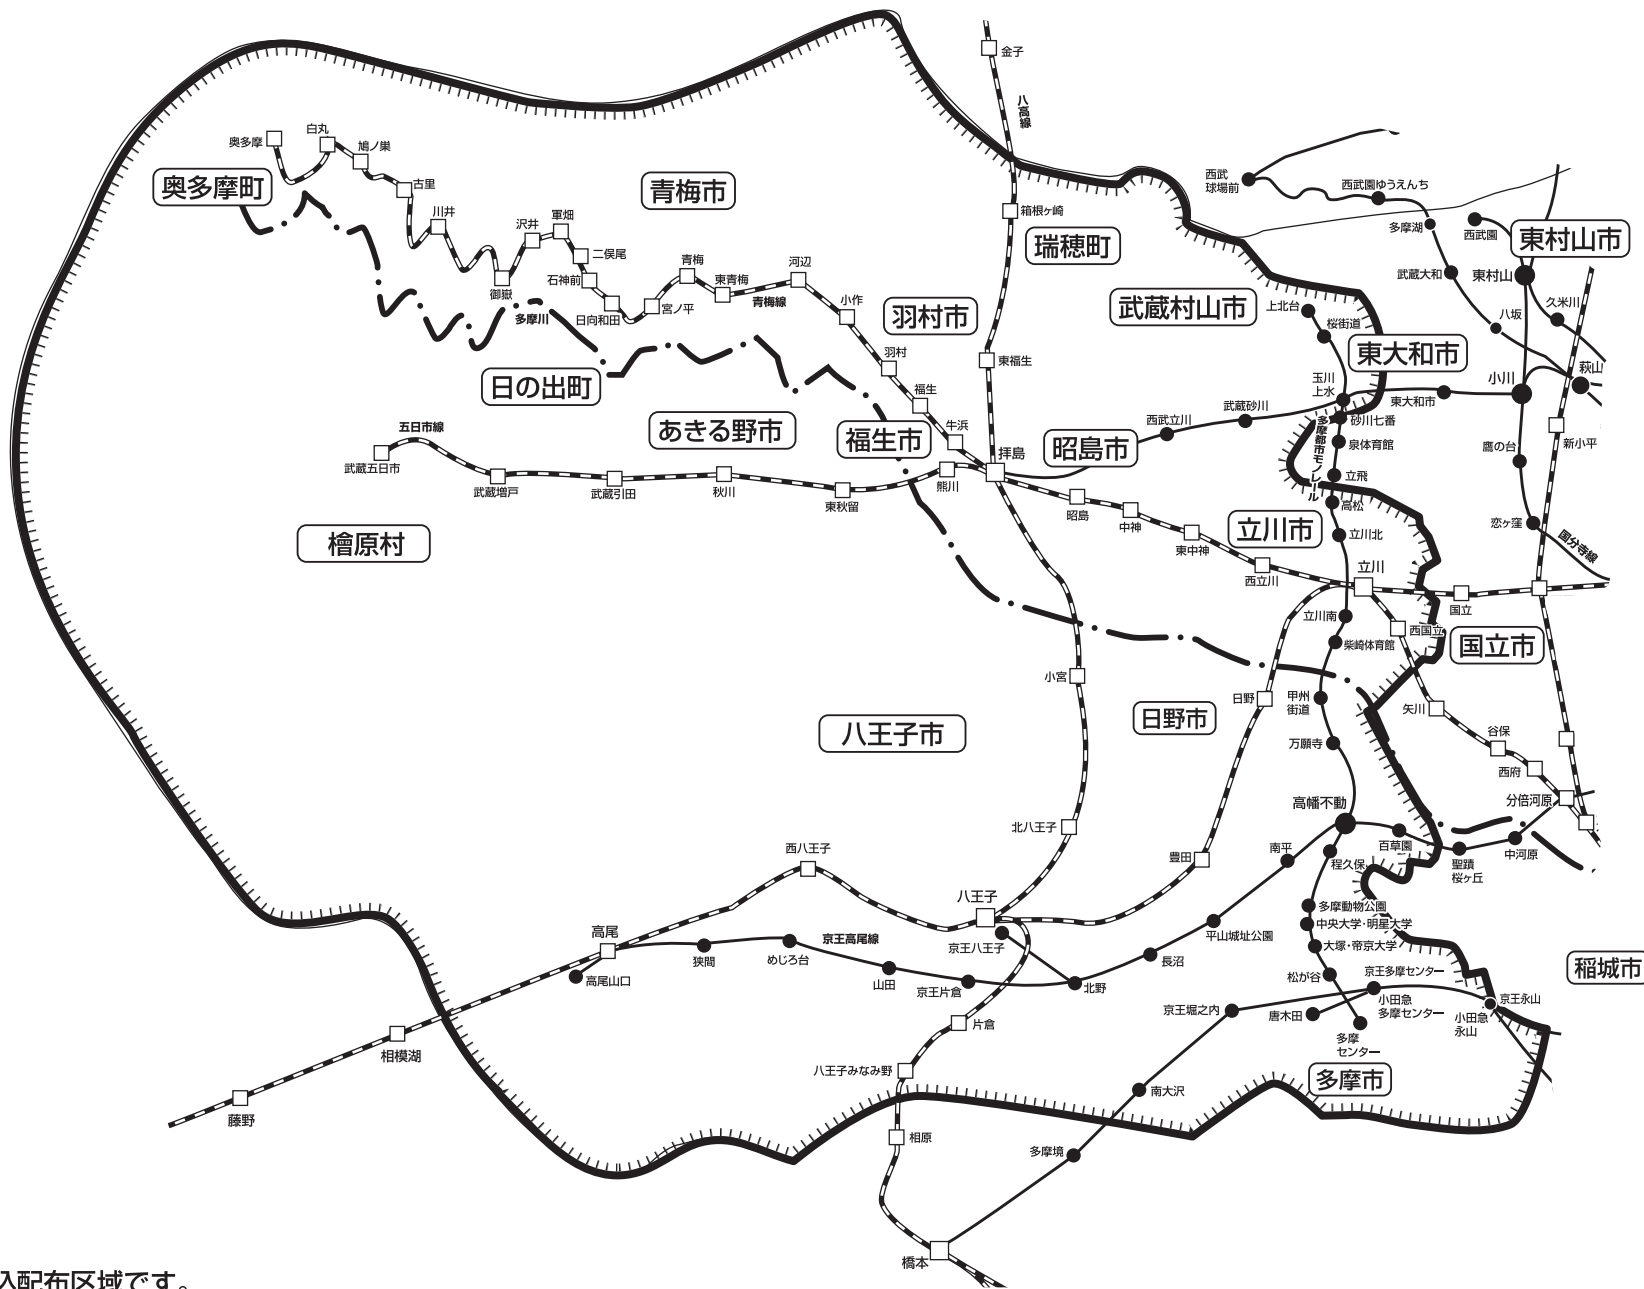 金子
八高線
奥多摩
白丸
鳩ノ巣
古里
奥多摩町
青梅市
川井
沢井
軍畑
二俣尾
石神前
御嶽
多摩川
日向和田
宮ノ平
青梅
東青梅
青梅線
河辺
小作
羽村
福生
牛浜
箱根ヶ崎
瑞穂町
羽村市
東福生
西武
球場前
西武園ゆうえんち
多摩湖
西武園
東村山市
武蔵大和
東村山
久米川
八坂
武蔵村山市
上北台
桜街道
東大和市
玉川
上水
小川
萩山
東大和市
日の出町
あきる野市
福生市
五日市線
武蔵五日市
武蔵増戸
武蔵引田
秋川
東秋留
熊川
拝島
昭島市
西武立川
武蔵砂川
砂川七番
多摩都市モノレール
泉体育館
立飛
高松
立川北
鷹の台
新小平
恋ヶ窪
国分寺線
檜原村
昭島
中神
東中神
西立川
立川市
立川
国立
立川南
柴崎体育館
西国立
国立市
小宮
日野
日野市
甲州
街道
矢川
谷保
西府
万願寺
八王子市
高幡不動
分倍河原
百草園
聖蹟
桜ヶ丘
中河原
北八王子
西八王子
豊田
南平
程久保
八王子
多摩動物公園
中央大学・明星大学
大塚・帝京大学
平山城址公園
高尾
京王高尾線
京王八王子
狭間
めじろ台
高尾山口
山田
京王片倉
北野
長沼
松が谷
京王多摩センター
稲城市
京王堀之内
唐木田
小田急
多摩センター
京王永山
小田急
永山
片倉
多摩
センター
相模湖
八王子みなみ野
南大沢
多摩市
藤野
相原
多摩境
橋本
配布区域です。